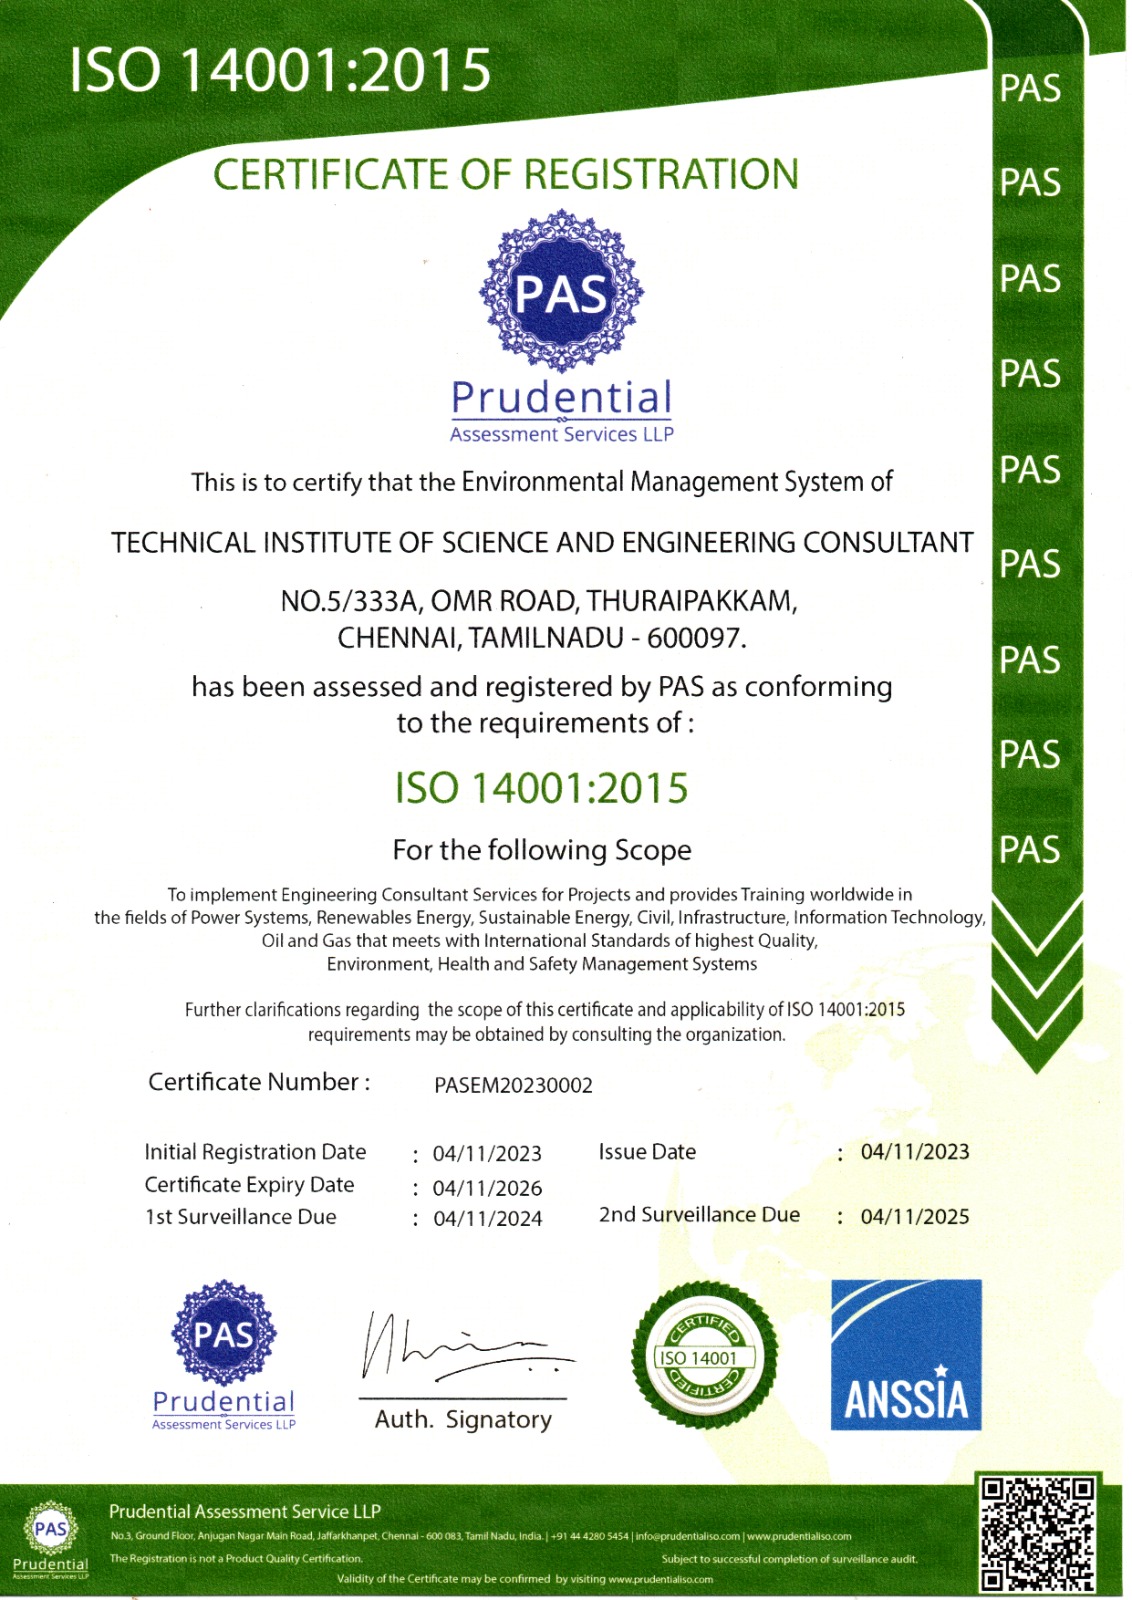 ISO 14001:2015
PAS
PAS
PAS
PAS
PAS
PAS
PAS
PAS
PAS
CERTIFICATE OF REGISTRATION
PAS
Prudential
Assessment Services LLP
This is to certify that the Environmental Management System of
TECHNICAL INSTITUTE OF SCIENCE AND ENGINEERING CONSULTANT
NO.5/333A, OMR ROAD, THURAIPAKKAM,
CHENNAI, TAMILNADU - 600097.
has been assessed and registered by PAS as conforming
to the requirements of :
ISO 14001:2015
For the following Scope
To implement Engineering Consultant Services for Projects and provides Training worldwide in
the fields of Power Systems, Renewables Energy, Sustainable Energy, Civil, Infrastructure, Information Technology,
Oil and Gas that meets with International Standards of highest Quality,
Environment, Health and Safety Management Systems
Further clarifications regarding the scope of this certificate and applicability of ISO 14001:2015
requirements may be obtained by consulting the organization.
Certificate Number : PASEM20230002
Initial Registration Date : 04/11/2023 Issue Date : 04/11/2023
Certificate Expiry Date : 04/11/2026
1st Surveillance Due : 04/11/2024 2nd Surveillance Due : 04/11/2025
PAS
Prudential
Assessment Services LLP
Auth. Signatory
CERTIFIED
ISO 14001
CERTIFIED
ANSSIA
PAS
Prudential
Assessment Services LLP
Prudential Assessment Service LLP
No.3, Ground Floor, Anjugan Nagar Main Road, Jaffarkhanpet, Chennai - 600 083, Tamil Nadu, India. | +91 44 4280 5454 | info@prudentialiso.com | www.prudentialiso.com
The Registration is not a Product Quality Certification. Subject to successful completion of surveillance audit.
Validity of the Certificate may be confirmed by visiting www.prudentialiso.com